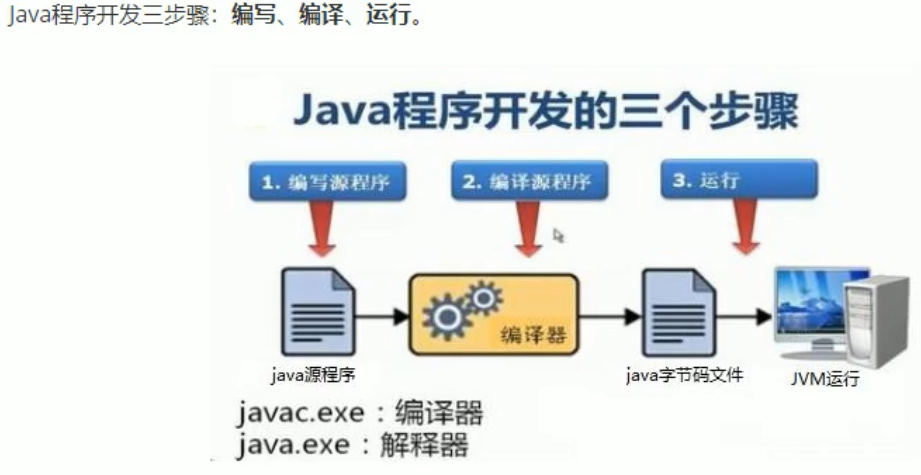 Java程序开发三步骤：编写、编译、运行。
Java程序开发的三个步骤
1. 编写源程序
2. 编译源程序
3. 运行
编译器
java源程序
java字节码文件
JVM运行
javac.exe：编译器
java.exe：解释器